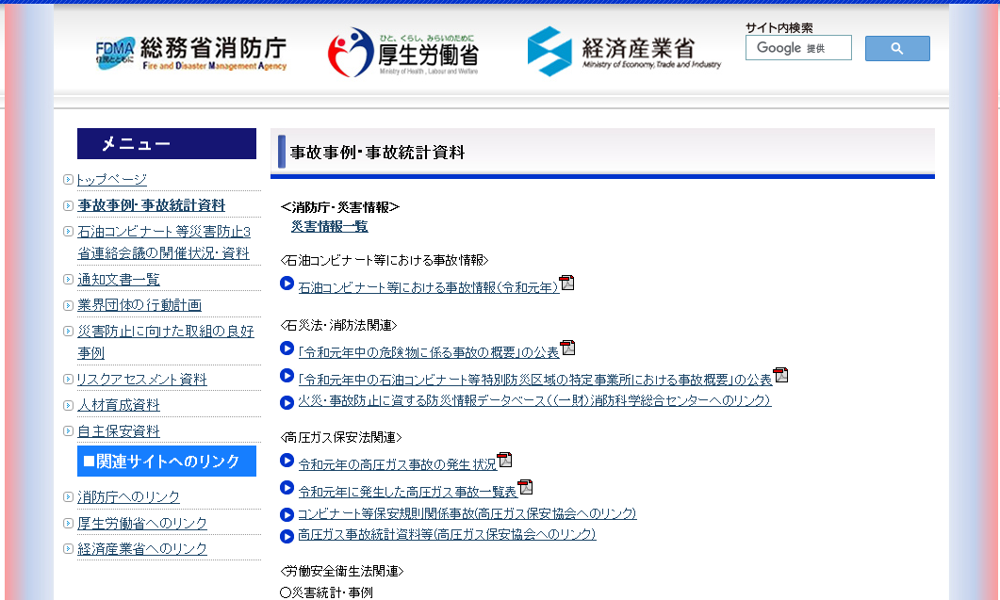 FDMA
住民とともに
総務省消防庁
Fire and Disaster Management Agency
ひと、くらし、みらいのために
厚生労働省
Ministry of Health, Labour and Welfare
経済産業省
Ministry of Economy, Trade and Industry
サイト内検索
Google 提供
メニュー
トップページ
事故事例・事故統計資料
石油コンビナート等災害防止3
省連絡会議の開催状況・資料
通知文書一覧
業界団体の行動計画
災害防止に向けた取組の良好
事例
リスクアセスメント資料
人材育成資料
自主保安資料
■関連サイトへのリンク
消防庁へのリンク
厚生労働省へのリンク
経済産業省へのリンク
事故事例・事故統計資料
＜消防庁・災害情報＞
災害情報一覧
〈石油コンビナート等における事故情報〉
石油コンビナート等における事故情報（令和元年）
〈石災法・消防法関連〉
「令和元年中の危険物に係る事故の概要」の公表
「令和元年中の石油コンビナート等特別防災区域の特定事業所における事故概要」の公表
火災・事故防止に資する防災情報データベース（（一財）消防科学総合センターへのリンク）
〈高圧ガス保安法関連〉
令和元年の高圧ガス事故の発生状況
令和元年に発生した高圧ガス事故一覧表
コンビナート等保安規則関係事故(高圧ガス保安協会へのリンク)
高圧ガス事故統計資料等(高圧ガス保安協会へのリンク)
〈労働安全衛生法関連〉
○災害統計・事例